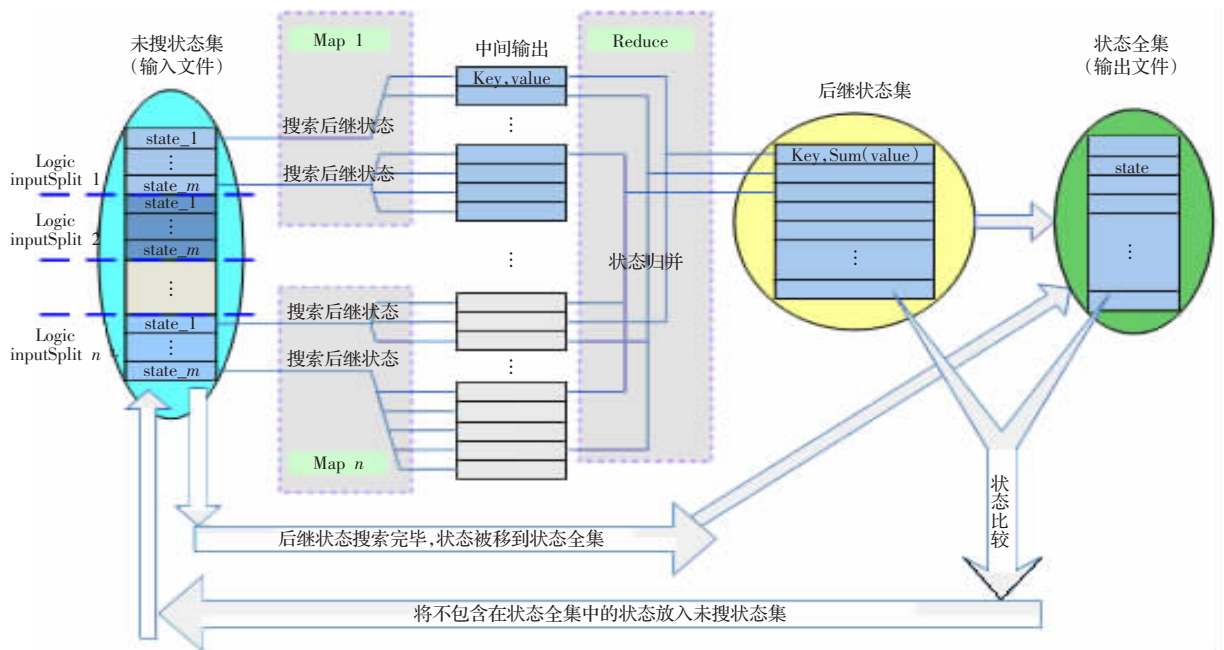 未搜状态集
(输入文件)
Map 1
中间输出
Reduce
后继状态集
状态全集
(输出文件)
Key,value
搜索后继状态
⋮
state_1
⋮
state_m
Logic
inputSplit 1
搜索后继状态
Key,Sum(value)
state
state_1
⋮
state_m
Logic
inputSplit 2
⋮
状态归并
⋮
⋮
⋮
搜索后继状态
state_1
⋮
state_m
Logic
inputSplit n
搜索后继状态
⋮
Map n
状态比较
后继状态搜索完毕,状态被移到状态全集
将不包含在状态全集中的状态放入未搜状态集